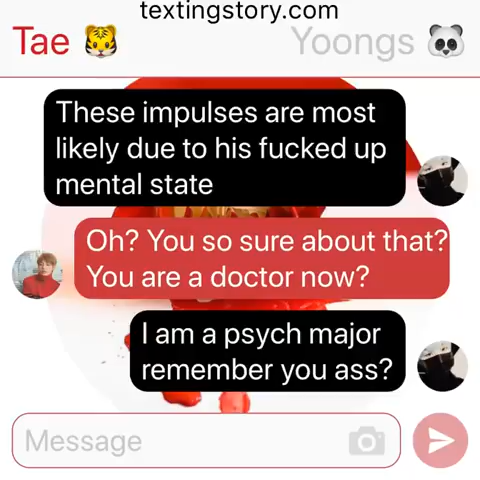 textingstory.com
Tae 🐯 Yoongs 🐼
These impulses are most
likely due to his fucked up
mental state
Oh? You so sure about that?
You are a doctor now?
I am a psych major
remember you ass?
Message